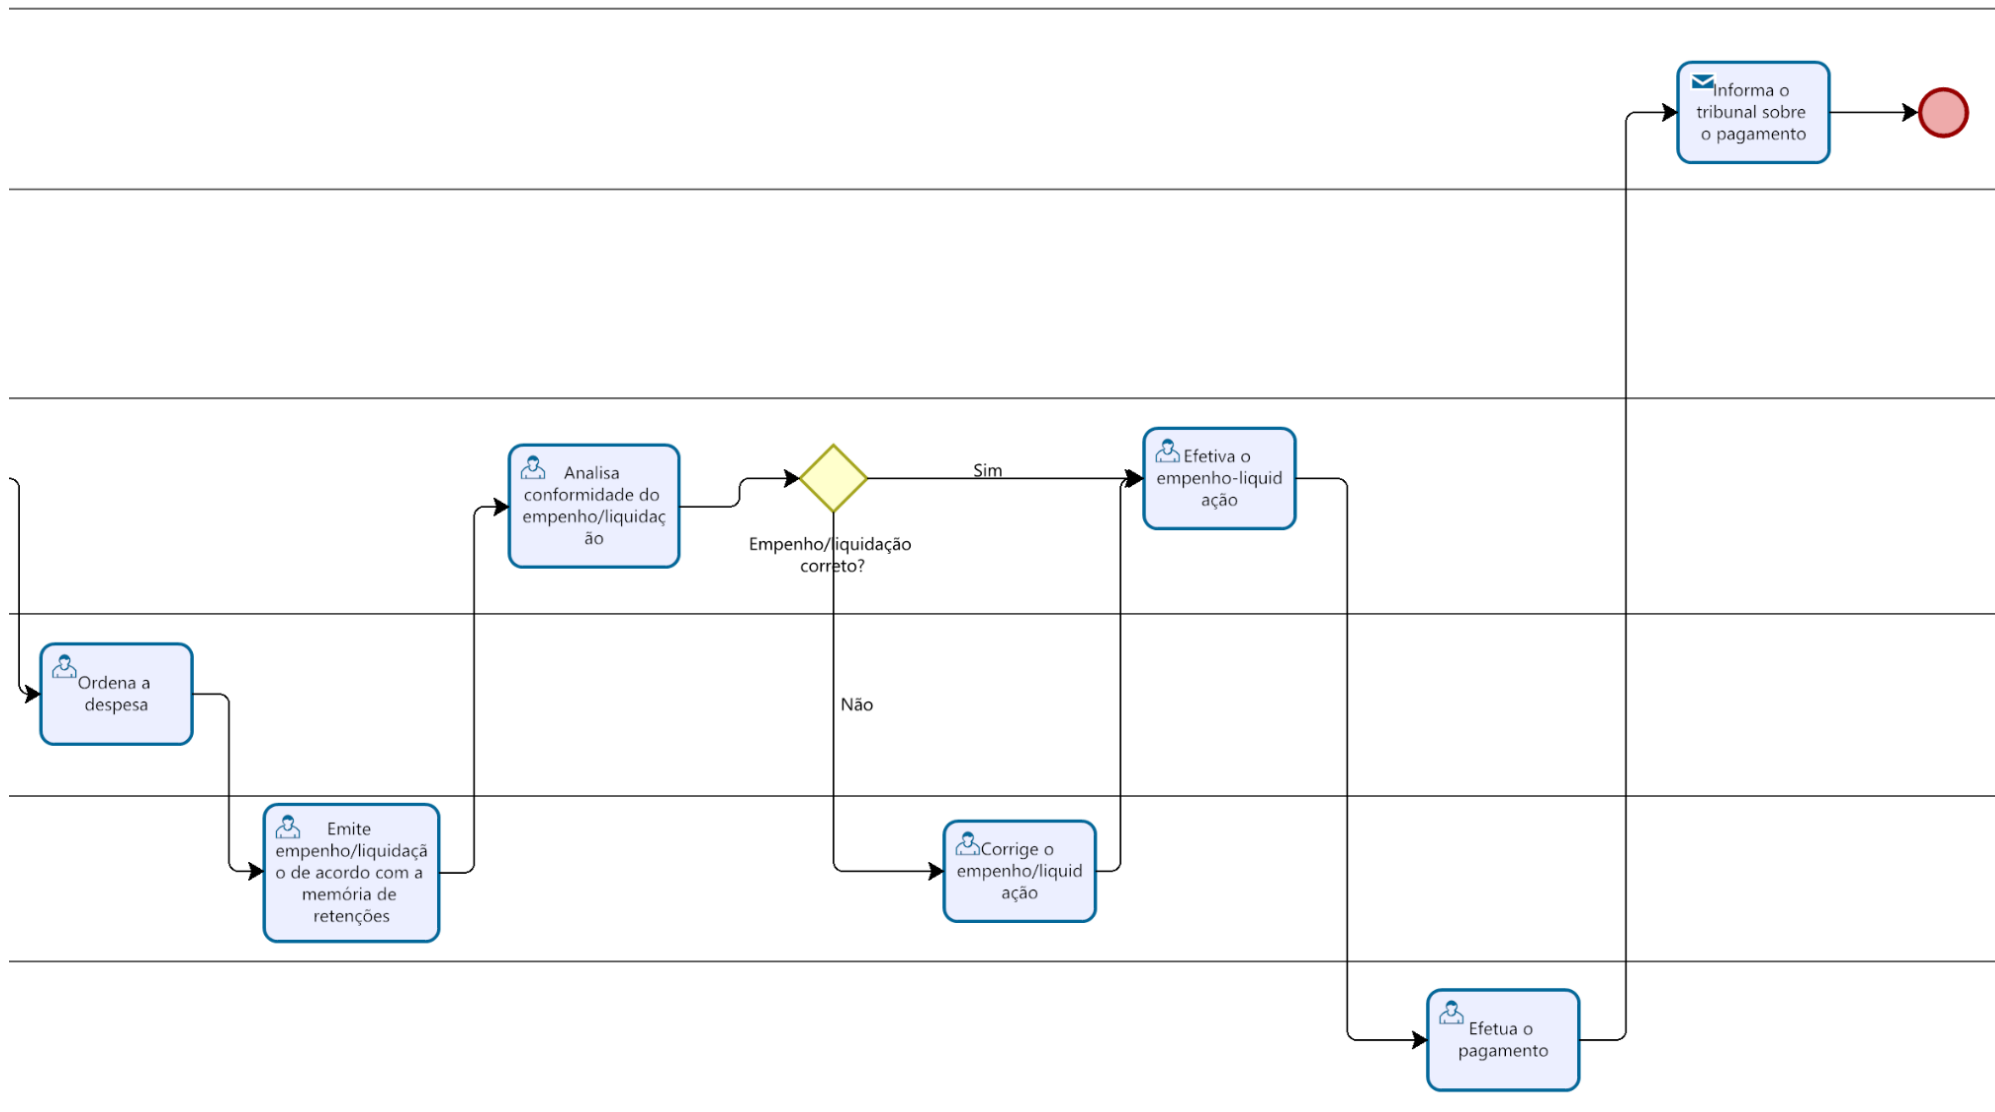 Informa o
tribunal sobre
o pagamento
Analisa
conformidade do
empenho/liquidaç
ão
Sim
Empenho/liquidação
correto?
Efetiva o
empenho-liquid
ação
Ordena a
despesa
Não
Emite
empenho/liquidaçã
o de acordo com a
memória de
retenções
Corrige o
empenho/liquid
ação
Efetua o
pagamento